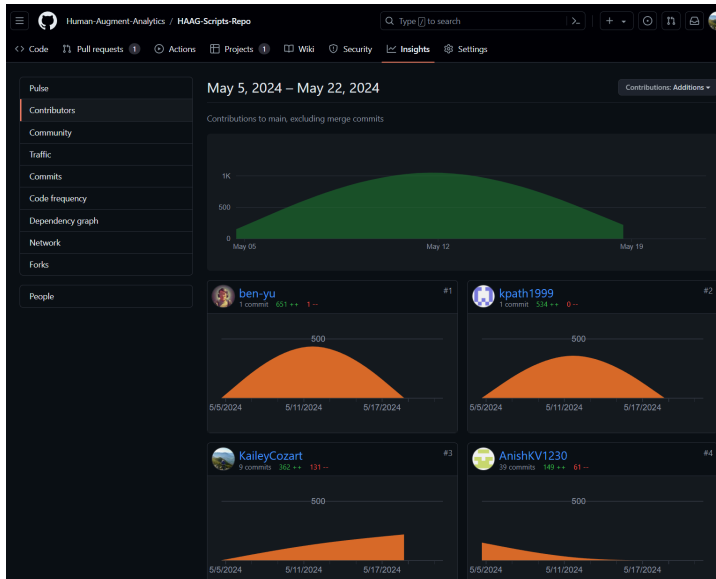 Human-Augment-Analytics / HAAG-Scripts-Repo
Type / to search
Code
Pull requests 1
Actions
Projects 1
Wiki
Security
Insights
Settings
Pulse
Contributors
Community
Traffic
Commits
Code frequency
Dependency graph
Network
Forks
People
May 5, 2024 – May 22, 2024
Contributions: Additions
Contributions to main, excluding merge commits
1K
500
0
May 05
May 12
May 19
ben-yu
#1
1 commit 651 ++ 1 --
500
5/5/2024
5/11/2024
5/17/2024
kpath1999
#2
1 commit 534 ++ 0 --
500
5/5/2024
5/11/2024
5/17/2024
KaileyCozart
#3
9 commits 362 ++ 131 --
500
5/5/2024
5/11/2024
5/17/2024
AnishKV1230
#4
39 commits 149 ++ 61 --
500
5/5/2024
5/11/2024
5/17/2024